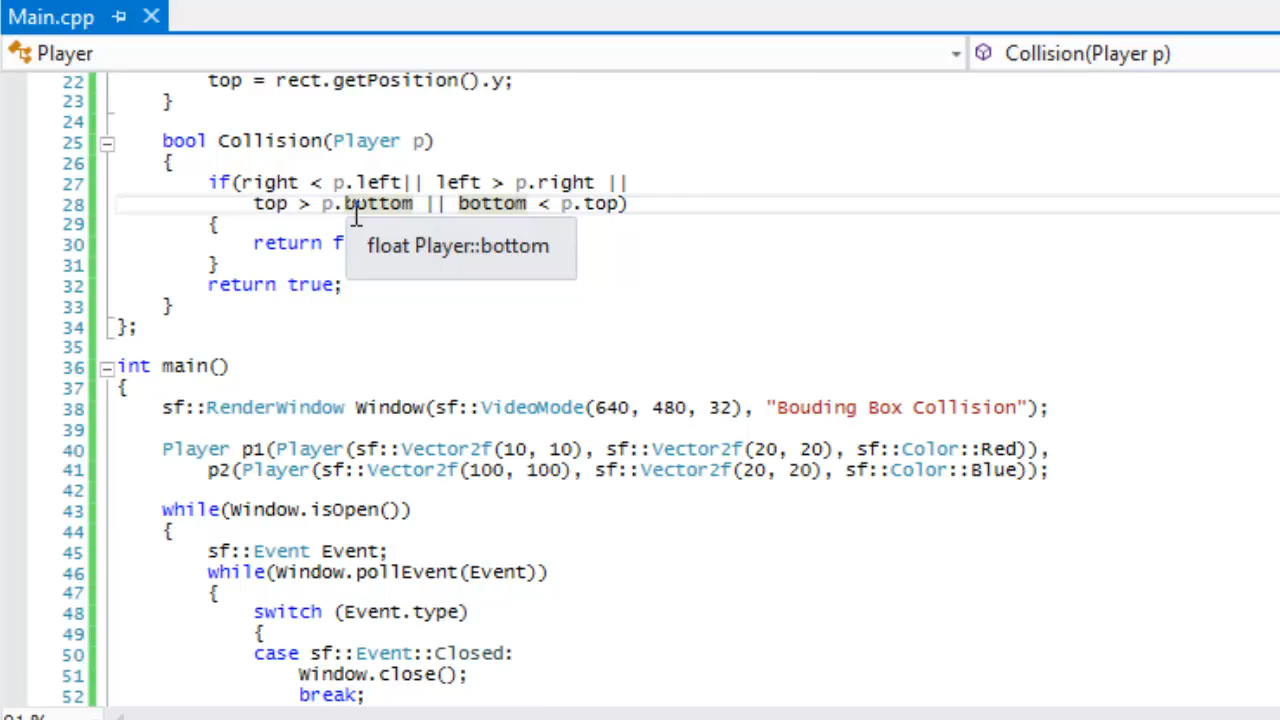 Main.cpp
Player Collision(Player p)
22 top = rect.getPosition().y;
23 }
24
25 bool Collision(Player p)
26 {
27 if(right < p.left|| left > p.right ||
28 top > p.bottom || bottom < p.top)
29 {
30 return f
float Player::bottom
31 }
32 return true;
33 }
34 };
35
36 int main()
37 {
38 sf::RenderWindow Window(sf::VideoMode(640, 480, 32), "Bouding Box Collision");
39
40 Player p1(Player(sf::Vector2f(10, 10), sf::Vector2f(20, 20), sf::Color::Red)),
41 p2(Player(sf::Vector2f(100, 100), sf::Vector2f(20, 20), sf::Color::Blue));
42
43 while(Window.isOpen())
44 {
45 sf::Event Event;
46 while(Window.pollEvent(Event))
47 {
48 switch (Event.type)
49 {
50 case sf::Event::Closed:
51 Window.close();
52 break;